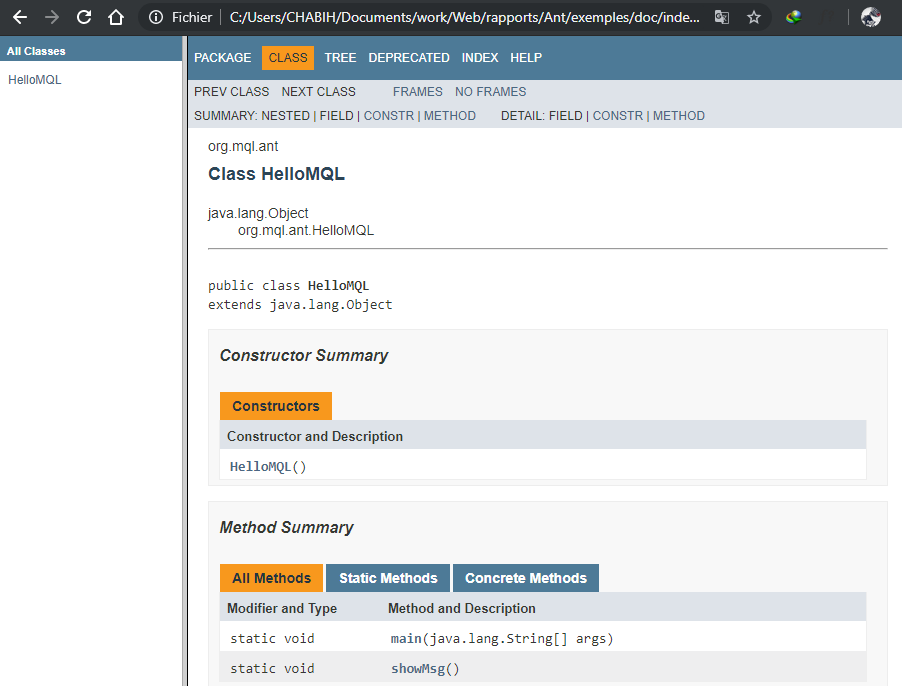 Fichier C:/Users/CHABIH/Documents/work/Web/rapports/Ant/exemples/doc/inde...
All Classes
HelloMQL
PACKAGE CLASS TREE DEPRECATED INDEX HELP
PREV CLASS NEXT CLASS FRAMES NO FRAMES
SUMMARY: NESTED | FIELD | CONSTR | METHOD DETAIL: FIELD | CONSTR | METHOD
org.mql.ant
Class HelloMQL
java.lang.Object
org.mql.ant.HelloMQL
public class HelloMQL
extends java.lang.Object
Constructor Summary
Constructors
Constructor and Description
HelloMQL()
Method Summary
All Methods Static Methods Concrete Methods
Modifier and Type Method and Description
static void main(java.lang.String[] args)
static void showMsg()